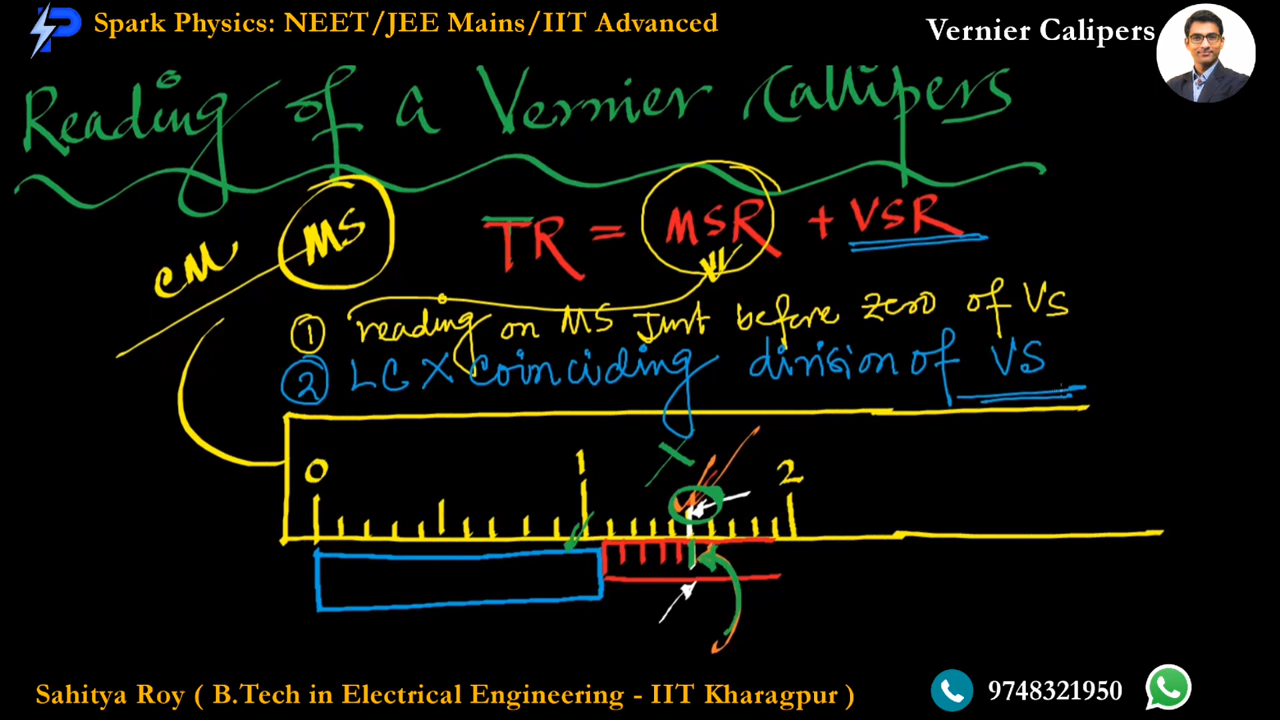 Spark Physics: NEET/JEE Mains/IIT Advanced
Vernier Calipers
Reading of a Vernier Callipers
cM
MS
TR = MSR + VSR
① reading on MS Just before zero of VS
② LC X coinciding division of VS
0 1 2
Sahitya Roy ( B.Tech in Electrical Engineering - IIT Kharagpur )
9748321950